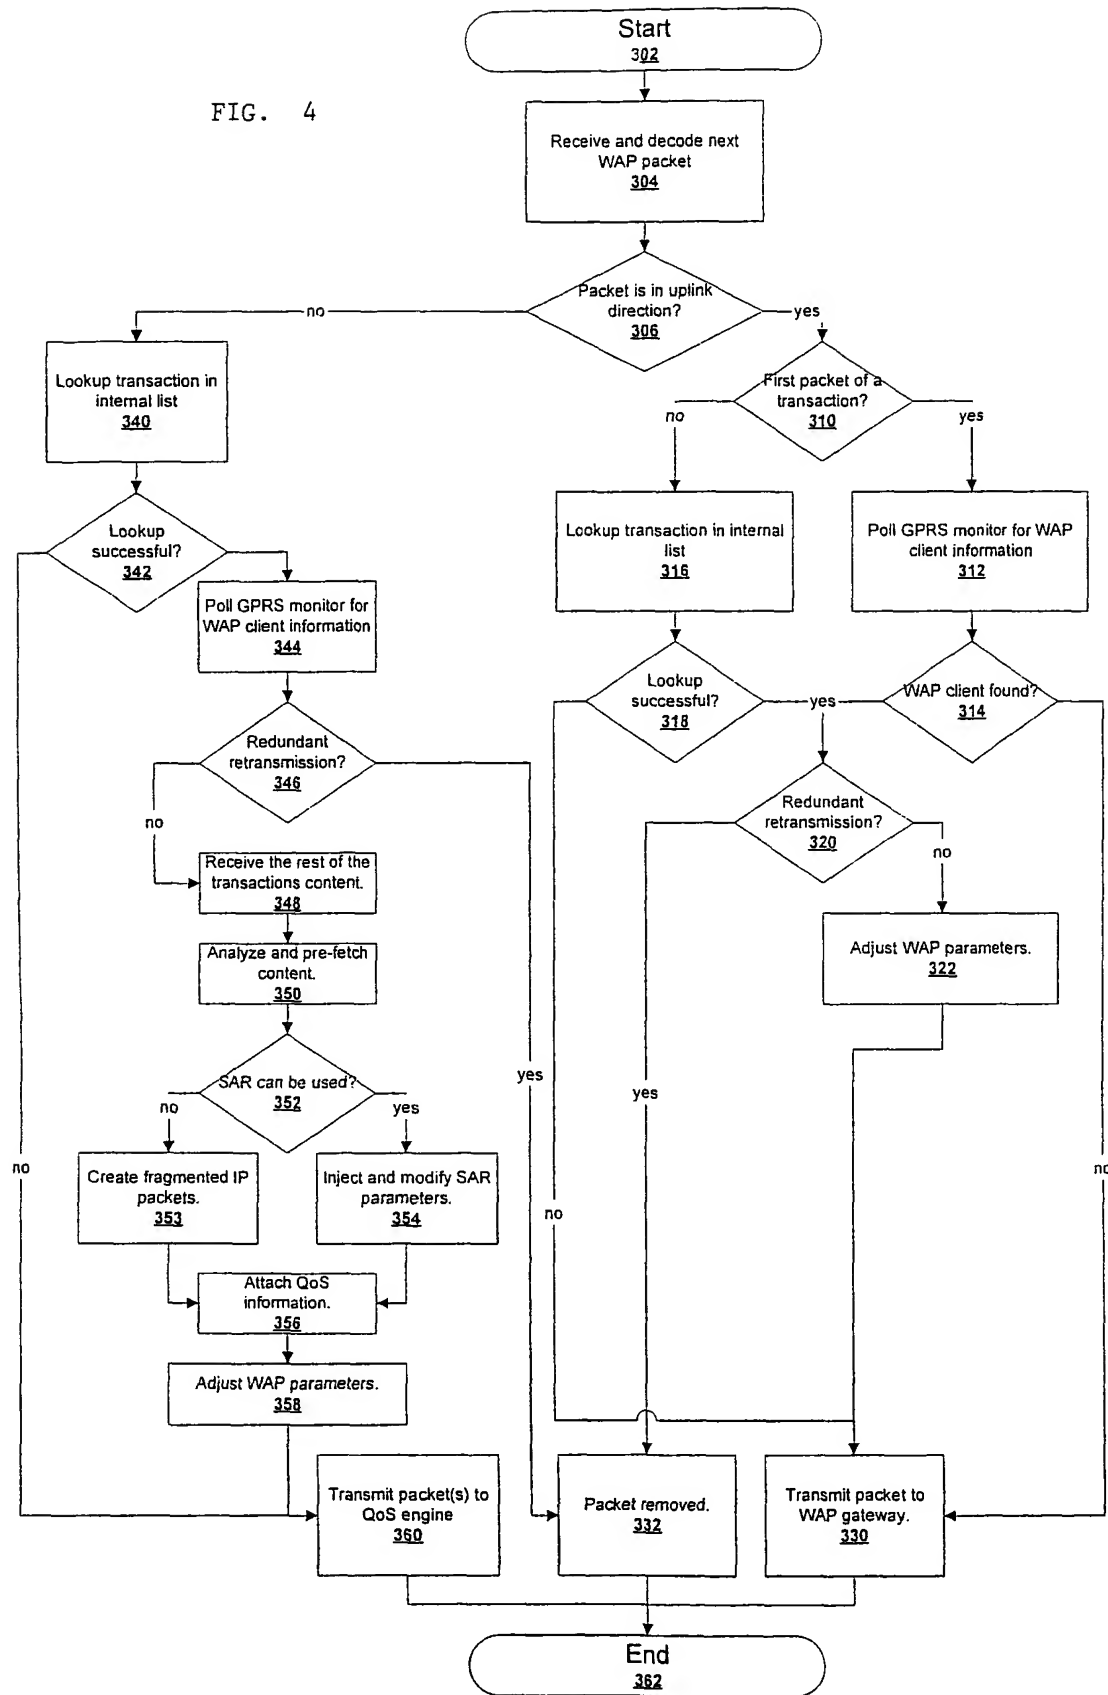 Start
302
FIG. 4
Receive and decode next
WAP packet
304
Packet is in uplink
direction?
306
no
yes
Lookup transaction in
internal list
340
First packet of a
transaction?
310
no
yes
Lookup
successful?
342
Lookup transaction in internal
list
316
Poll GPRS monitor for WAP
client information
312
Poll GPRS monitor for
WAP client information
344
Lookup
successful?
318
yes
WAP client found?
314
Redundant
retransmission?
346
Redundant
retransmission?
320
no
no
Receive the rest of the
transactions content.
348
Adjust WAP parameters.
322
Analyze and pre-fetch
content.
350
SAR can be used?
352
yes
yes
no
yes
no
no
Create fragmented IP
packets.
353
Inject and modify SAR
parameters.
354
no
Attach QoS
information.
356
Adjust WAP parameters.
358
Transmit packet(s) to
QoS engine
360
Packet removed.
332
Transmit packet to
WAP gateway.
330
End
362